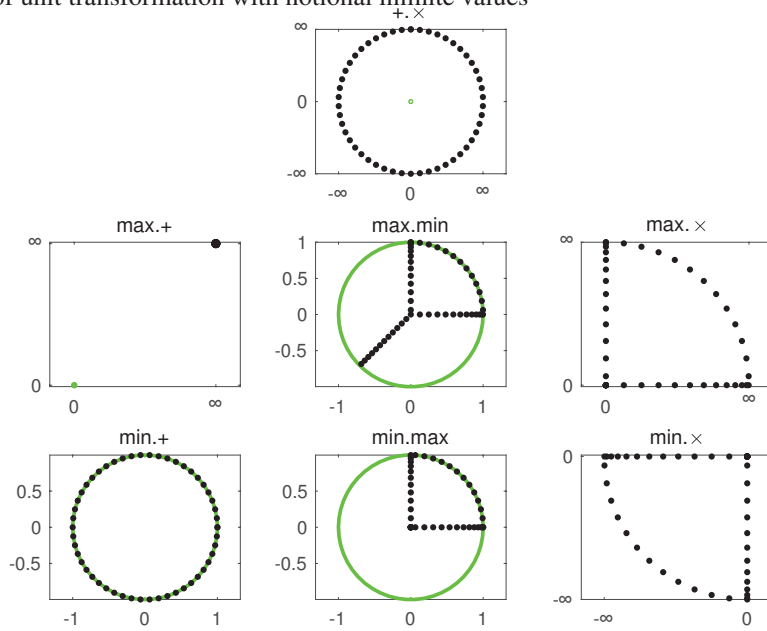 or unit transformation with notional infinite values
+.×
∞
0
-∞
-∞ 0 ∞
max.+ max.min max.×
∞ 1 ∞
0.5
0
-0.5
0 0
0 ∞ -1 0 1 0 ∞
min.+ min.max min.×
0.5 0.5 0
0 0
-0.5 -0.5
-∞
-1 0 1 -1 0 1 -∞ 0